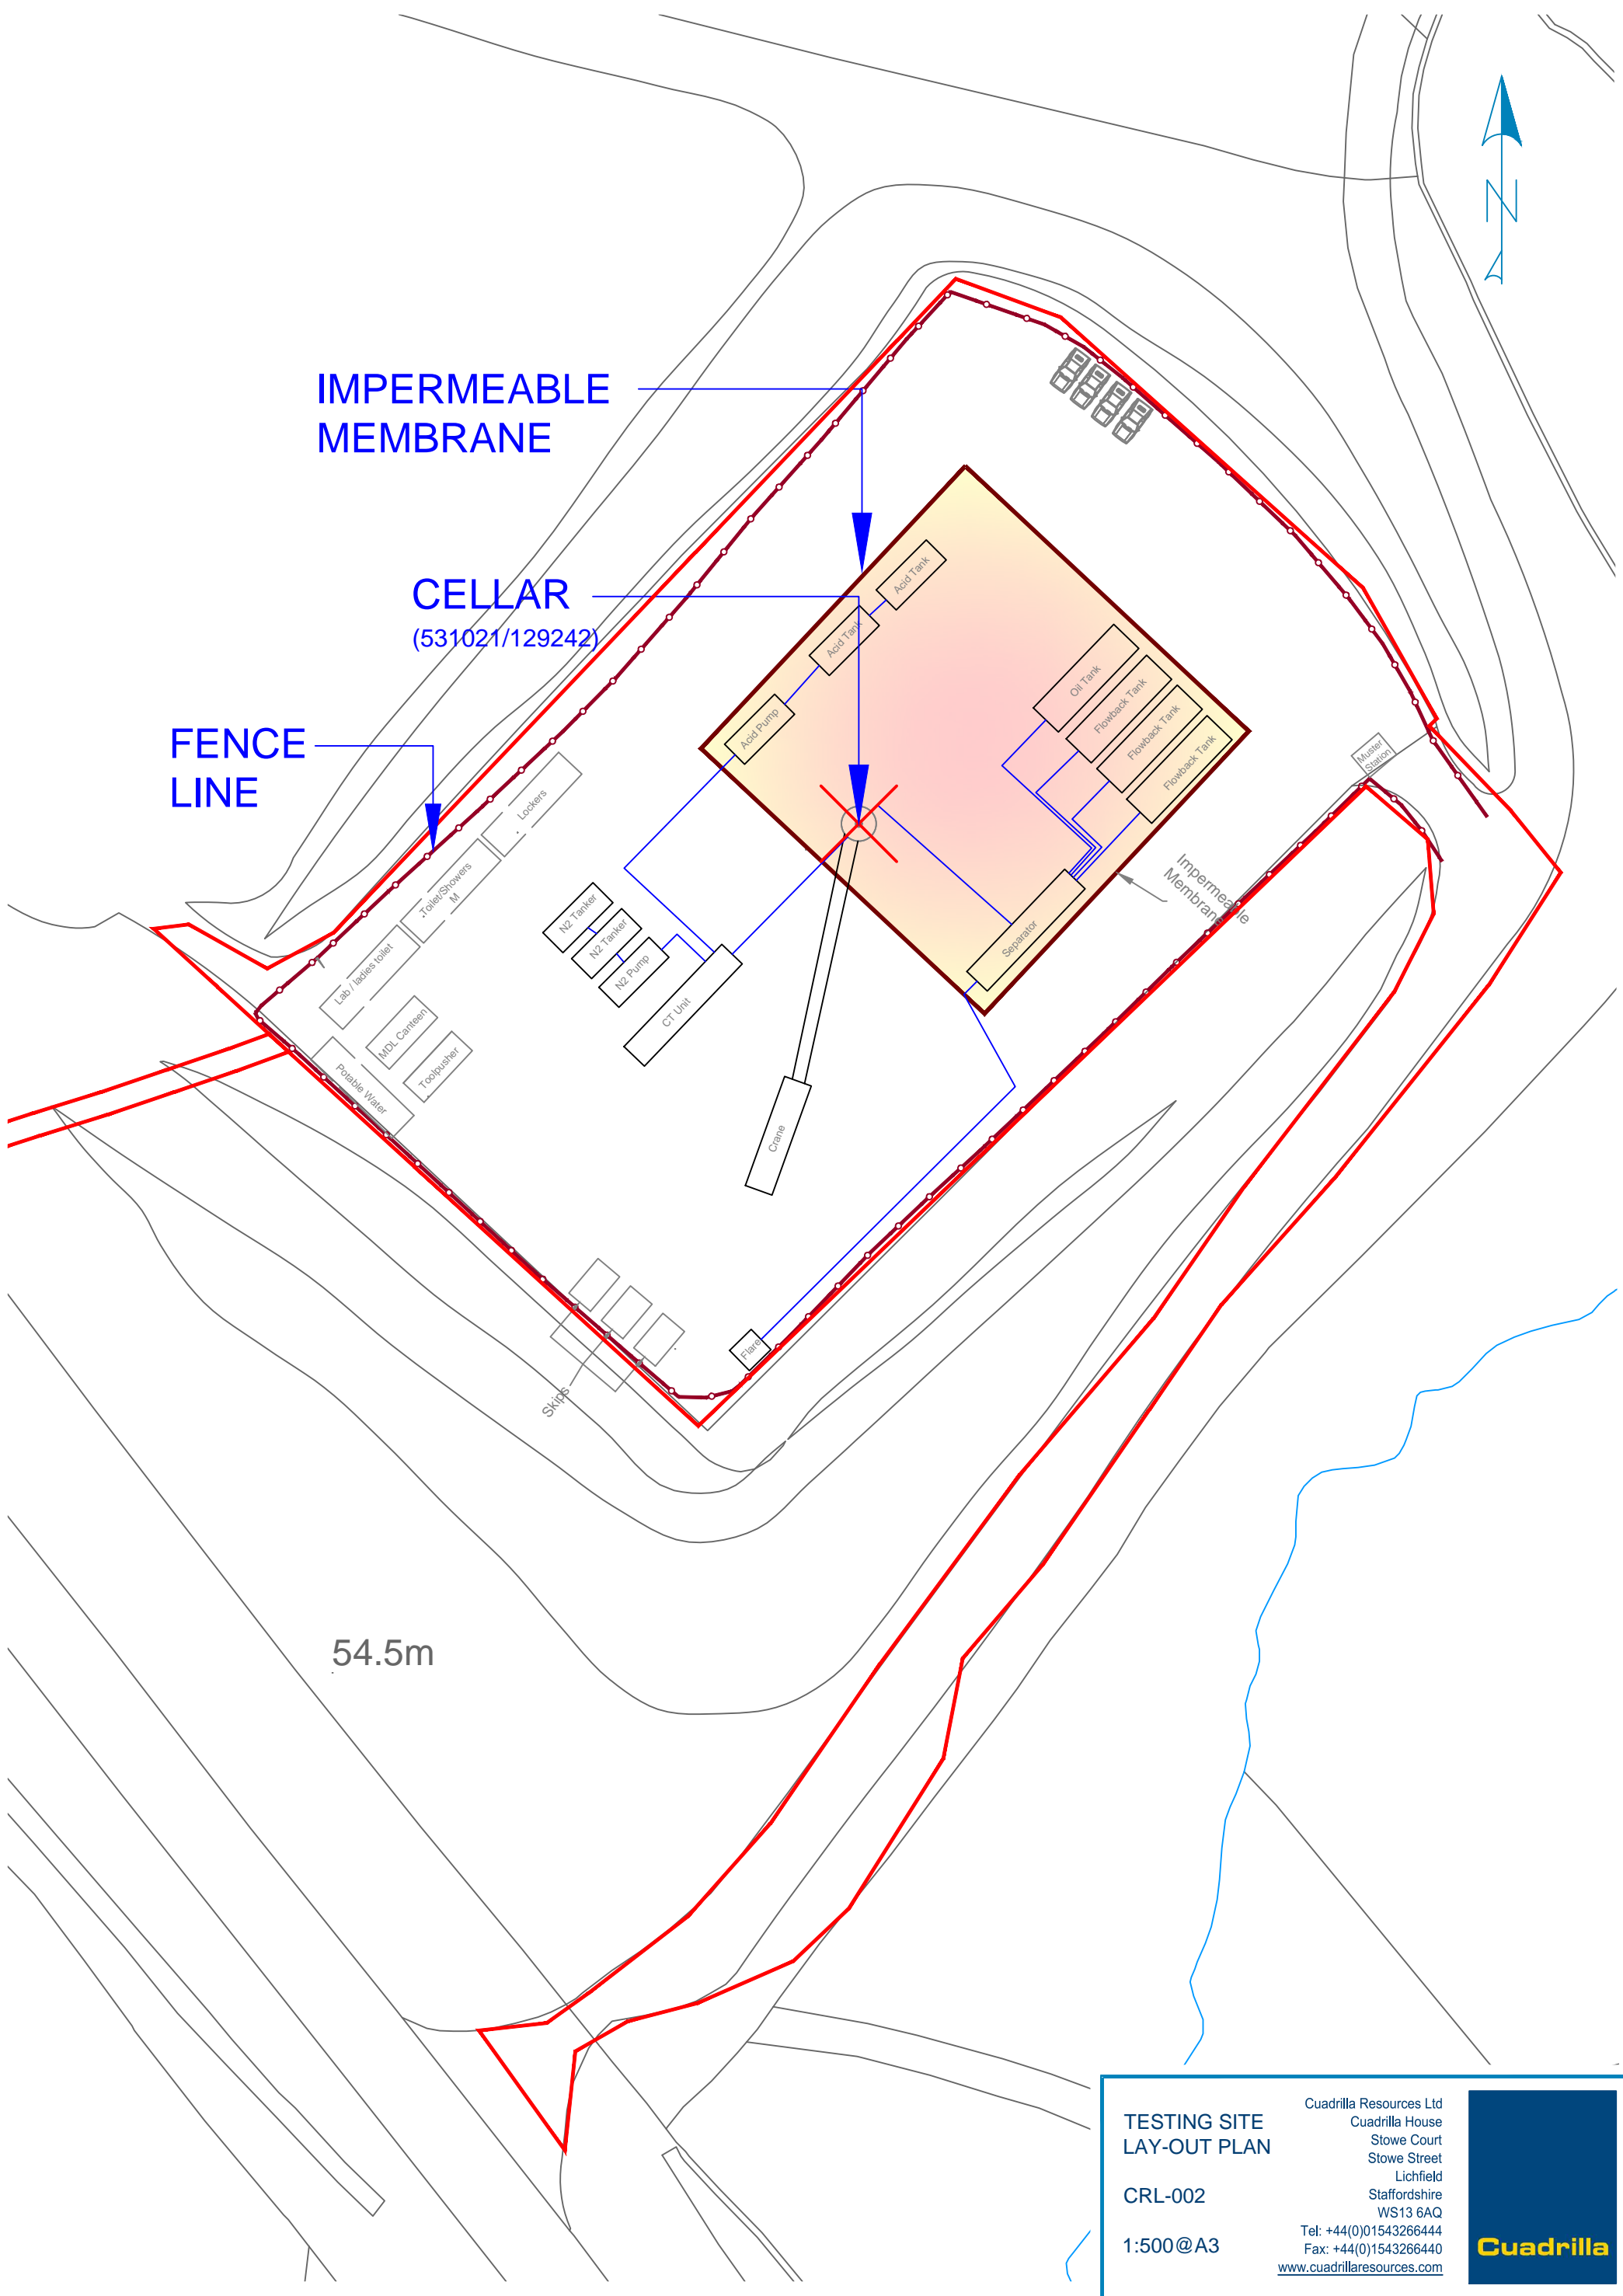 N
IMPERMEABLE
MEMBRANE
CELLAR
(531021/129242)
FENCE
LINE
Acid Tank
Acid Tank
Acid Pump
Oil Tank
Flowback Tank
Flowback Tank
Flowback Tank
Muster
Station
Lockers
Toilet/Showers
M
Lab / ladies toilet
MDL Canteen
Toolpusher
Potable Water
N2 Tanker
N2 Tanker
N2 Pump
CT Unit
Separator
Impermeable
Membrane
Crane
Flare
Skips
54.5m
TESTING SITE
LAY-OUT PLAN
CRL-002
1:500@A3
Cuadrilla Resources Ltd
Cuadrilla House
Stowe Court
Stowe Street
Lichfield
Staffordshire
WS13 6AQ
Tel: +44(0)01543266444
Fax: +44(0)1543266440
www.cuadrillaresources.com
Cuadrilla